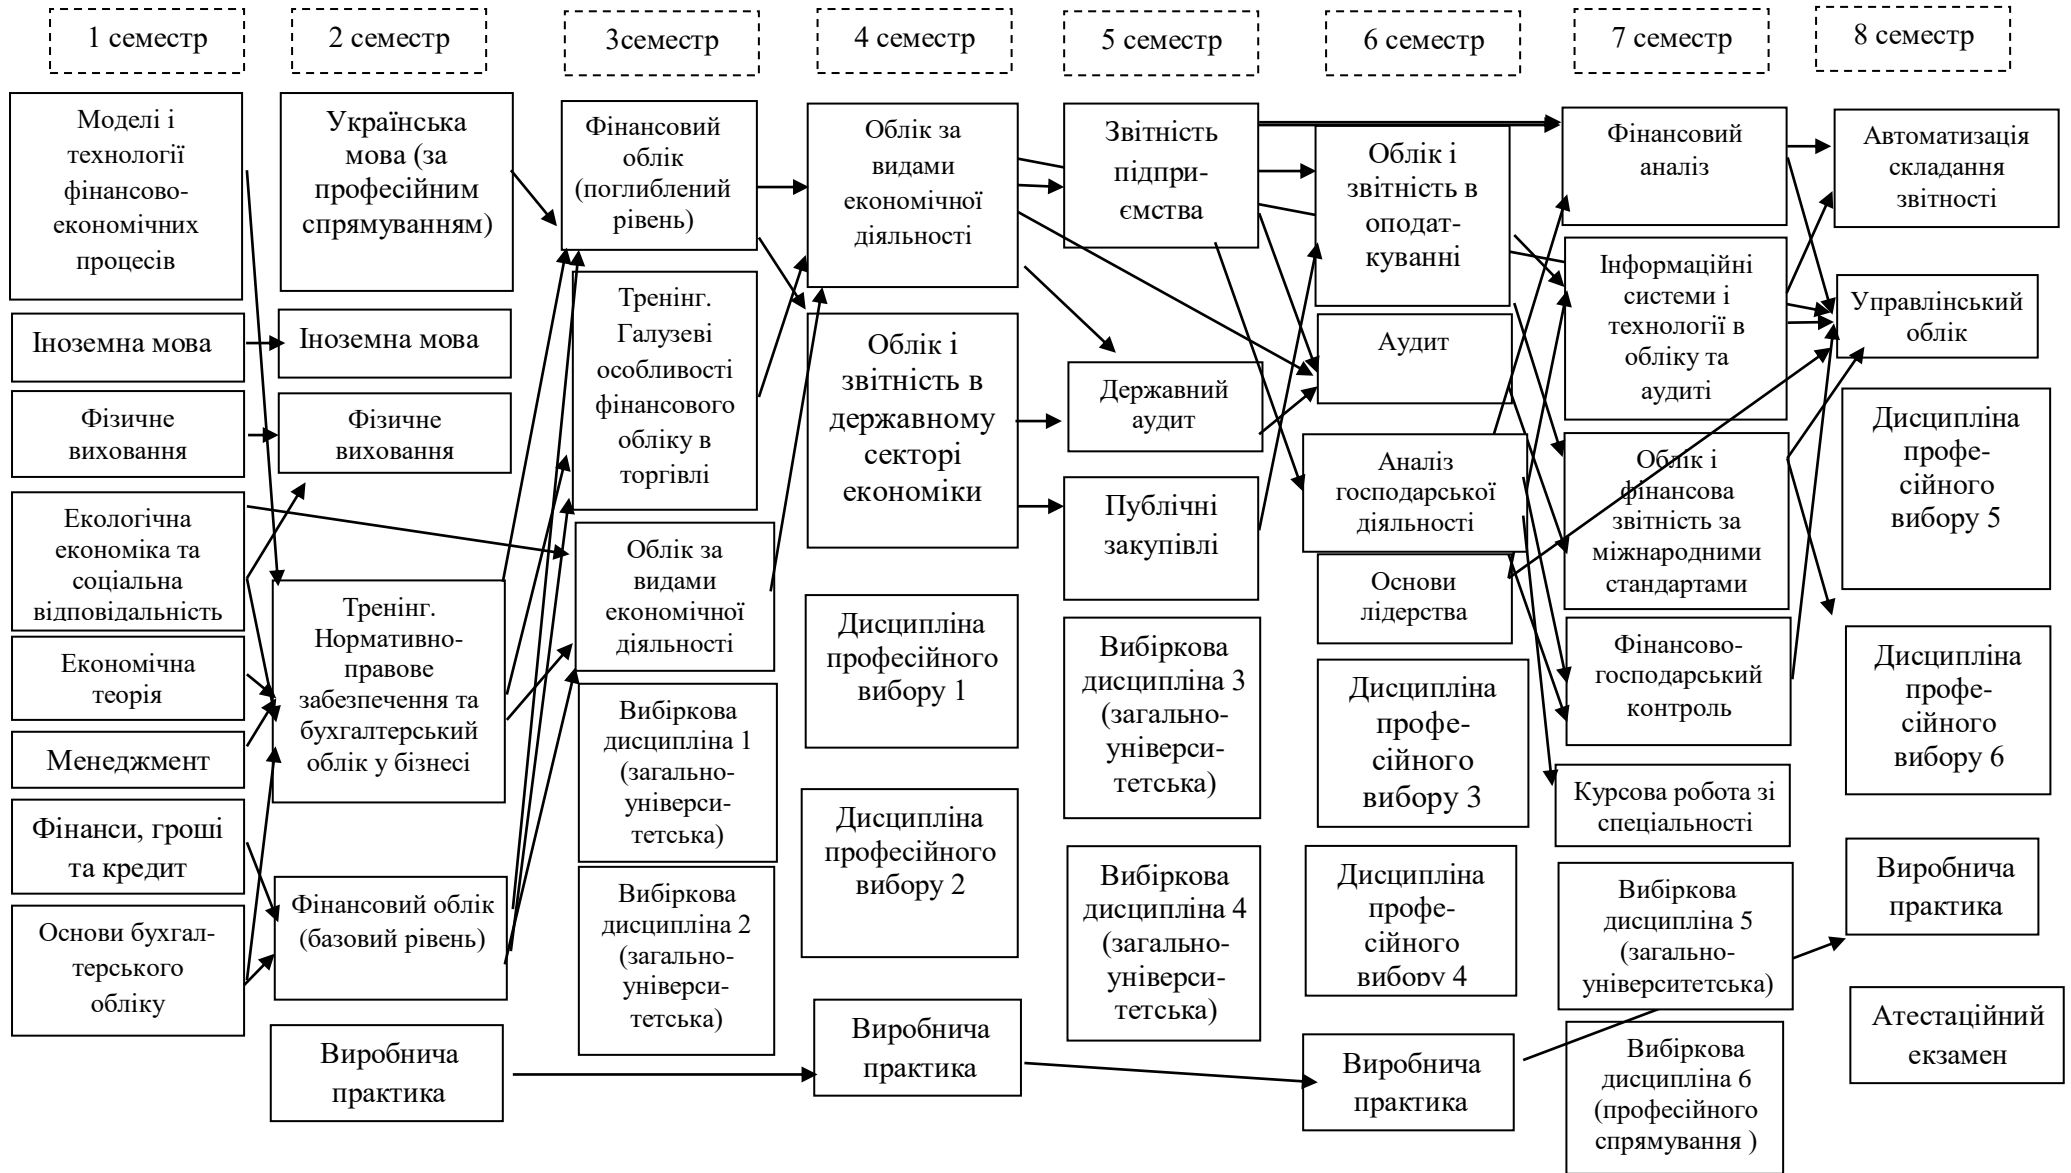 1 семестр
2 семестр
3семестр
4 семестр
5 семестр
6 семестр
7 семестр
8 семестр
Моделі і
технології
фінансово-
економічних
процесів
Іноземна мова
Фізичне
виховання
Екологічна
економіка та
соціальна
відповідальність
Економічна
теорія
Менеджмент
Фінанси, гроші
та кредит
Основи бухгал-
терського
обліку
Українська
мова (за
професійним
спрямуванням)
Іноземна мова
Фізичне
виховання
Тренінг.
Нормативно-
правове
забезпечення та
бухгалтерський
облік у бізнесі
Фінансовий облік
(базовий рівень)
Виробнича
практика
Фінансовий
облік
(поглиблений
рівень)
Тренінг.
Галузеві
особливості
фінансового
обліку в
торгівлі
Облік за
видами
економічної
діяльності
Вибіркова
дисципліна 1
(загально-
універси-
тетська)
Вибіркова
дисципліна 2
(загально-
універси-
тетська)
Облік за
видами
економічної
діяльності
Облік і
звітність в
державному
секторі
економіки
Дисципліна
професійного
вибору 1
Дисципліна
професійного
вибору 2
Виробнича
практика
Звітність
підпри-
ємства
Державний
аудит
Публічні
закупівлі
Вибіркова
дисципліна 3
(загально-
універси-
тетська)
Вибіркова
дисципліна 4
(загально-
універси-
тетська)
Облік і
звітність в
оподат-
куванні
Аудит
Аналіз
господарської
діяльності
Основи
лідерства
Дисципліна
профе-
сійного
вибору 3
Дисципліна
профе-
сійного
вибору 4
Виробнича
практика
Фінансовий
аналіз
Інформаційні
системи і
технології в
обліку та
аудиті
Облік і
фінансова
звітність за
міжнародними
стандартами
Фінансово-
господарський
контроль
Курсова робота зі
спеціальності
Вибіркова
дисципліна 5
(загально-
університетська)
Вибіркова
дисципліна 6
(професійного
спрямування )
Автоматизація
складання
звітності
Управлінський
облік
Дисципліна
профе-
сійного
вибору 5
Дисципліна
профе-
сійного
вибору 6
Виробнича
практика
Атестаційний
екзамен